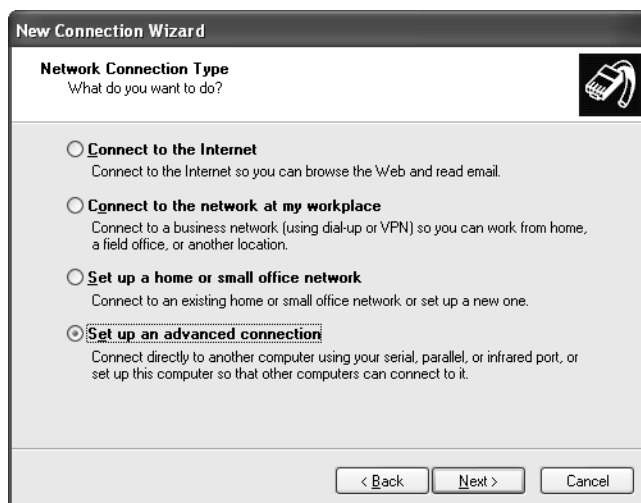 New Connection Wizard
Network Connection Type
What do you want to do?
Connect to the Internet
Connect to the Internet so you can browse the Web and read email.
Connect to the network at my workplace
Connect to a business network (using dial-up or VPN) so you can work from home,
a field office, or another location.
Set up a home or small office network
Connect to an existing home or small office network or set up a new one.
Set up an advanced connection
Connect directly to another computer using your serial, parallel, or infrared port, or
set up this computer so that other computers can connect to it.
< Back
Next >
Cancel